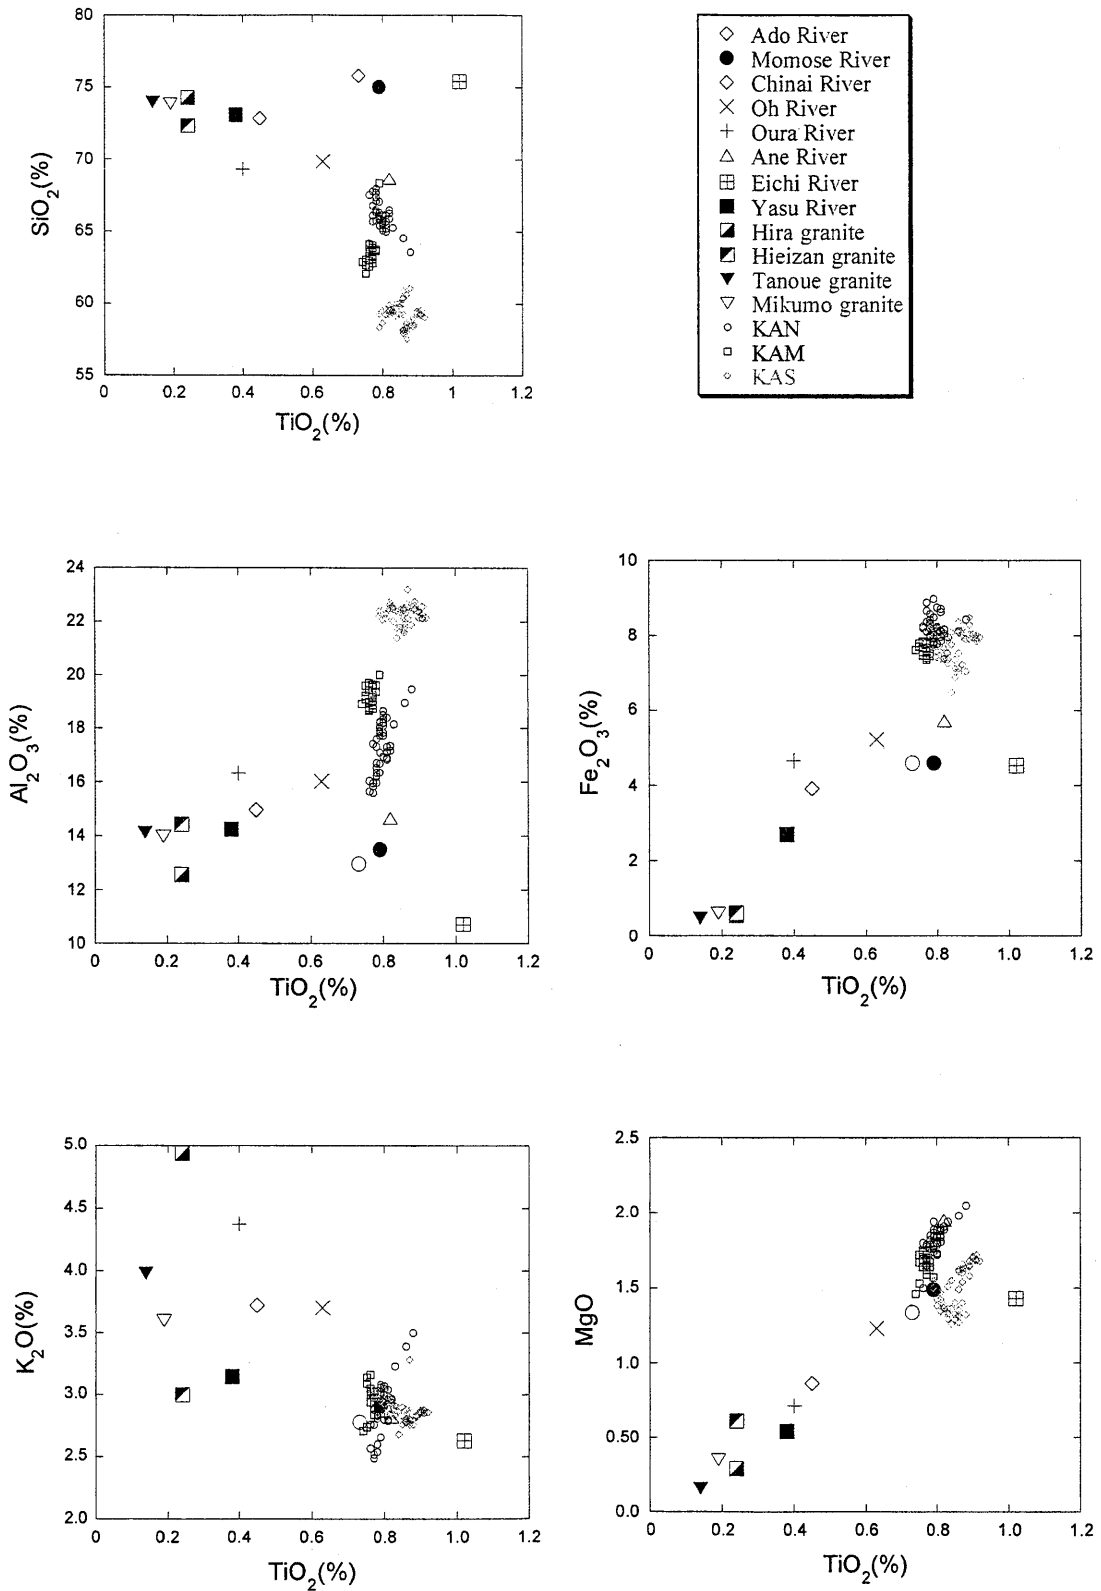 80
75
70
65
60
55
SiO2(%)
0 0.2 0.4 0.6 0.8 1 1.2
TiO2(%)
Ado River
Momose River
Chinai River
Oh River
Oura River
Ane River
Eichi River
Yasu River
Hira granite
Hieizan granite
Tanoue granite
Mikumo granite
KAN
KAM
KAS
24
22
20
18
16
14
12
10
Al2O3(%)
0 0.2 0.4 0.6 0.8 1.0 1.2
TiO2(%)
10
8
6
4
2
0
Fe2O3(%)
0 0.2 0.4 0.6 0.8 1.0 1.2
TiO2(%)
5.0
4.5
4.0
3.5
3.0
2.5
2.0
K2O(%)
0 0.2 0.4 0.6 0.8 1.0 1.2
TiO2(%)
2.5
2.0
1.5
1.0
0.50
0.0
MgO
0 0.2 0.4 0.6 0.8 1.0 1.2
TiO2(%)